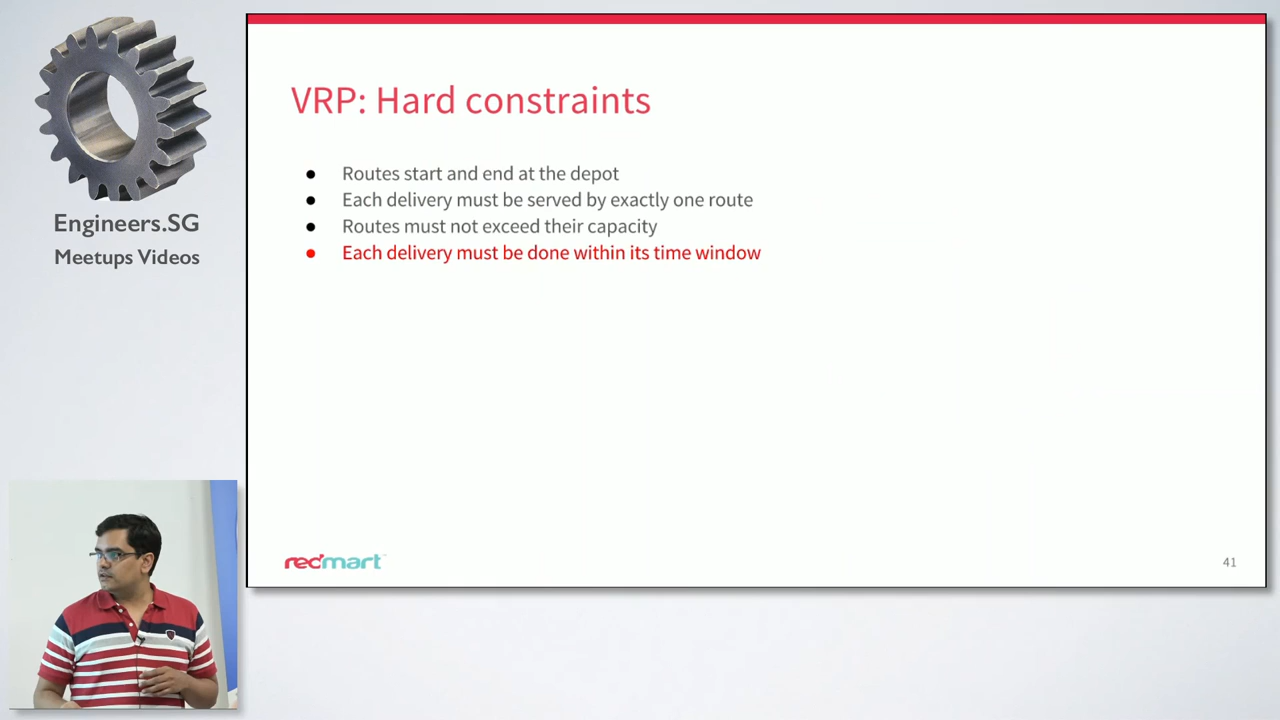 Engineers.SG
Meetups Videos
VRP: Hard constraints
● Routes start and end at the depot
● Each delivery must be served by exactly one route
● Routes must not exceed their capacity
● Each delivery must be done within its time window
redmart
41